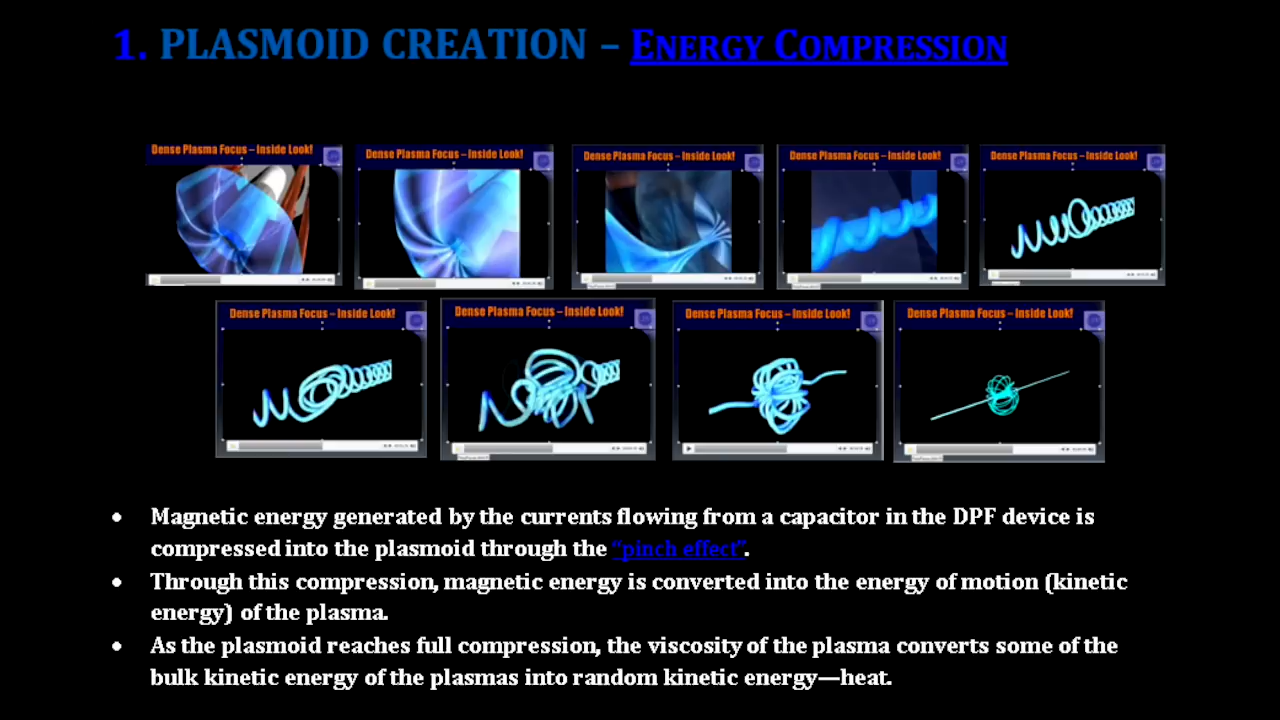 1. PLASMOID CREATION – ENERGY COMPRESSION
Dense Plasma Focus – Inside Look!
Dense Plasma Focus – Inside Look!
Dense Plasma Focus – Inside Look!
Dense Plasma Focus – Inside Look!
Dense Plasma Focus – Inside Look!
Dense Plasma Focus – Inside Look!
Dense Plasma Focus – Inside Look!
Dense Plasma Focus – Inside Look!
Dense Plasma Focus – Inside Look!
• Magnetic energy generated by the currents flowing from a capacitor in the DPF device is
compressed into the plasmoid through the “pinch effect”.
• Through this compression, magnetic energy is converted into the energy of motion (kinetic
energy) of the plasma.
• As the plasmoid reaches full compression, the viscosity of the plasma converts some of the
bulk kinetic energy of the plasmas into random kinetic energy—heat.